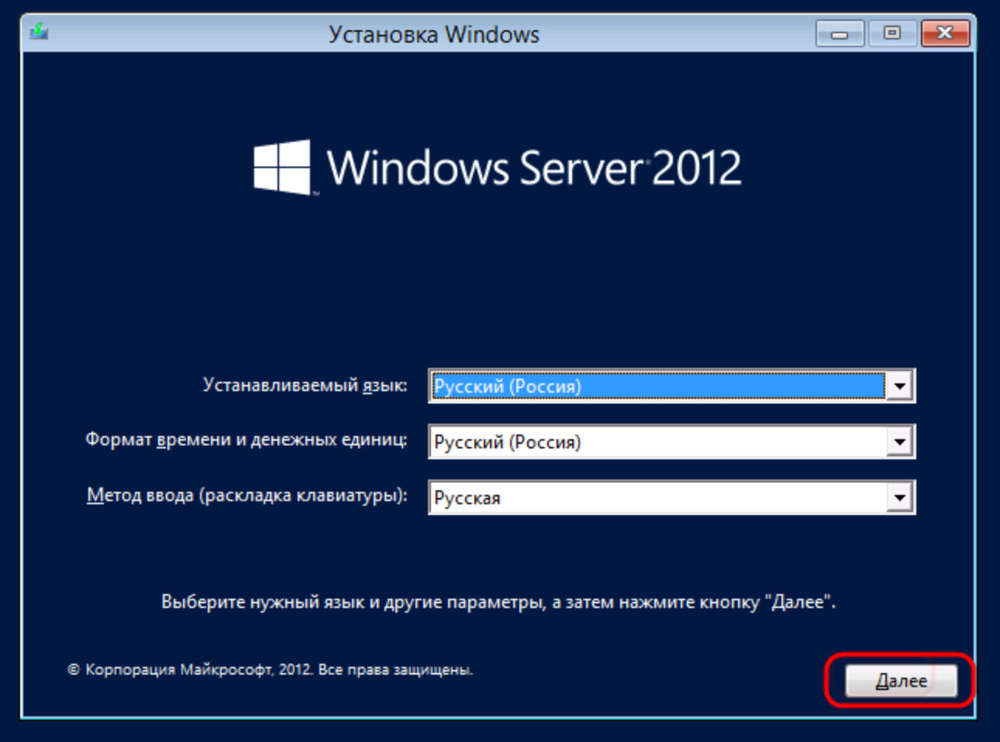 Установка Windows
Windows Server 2012
Устанавливаемый язык: Русский (Россия)
Формат времени и денежных единиц: Русский (Россия)
Метод ввода (раскладка клавиатуры): Русская
Выберите нужный язык и другие параметры, а затем нажмите кнопку "Далее".
© Корпорация Майкрософт, 2012. Все права защищены.
Далее